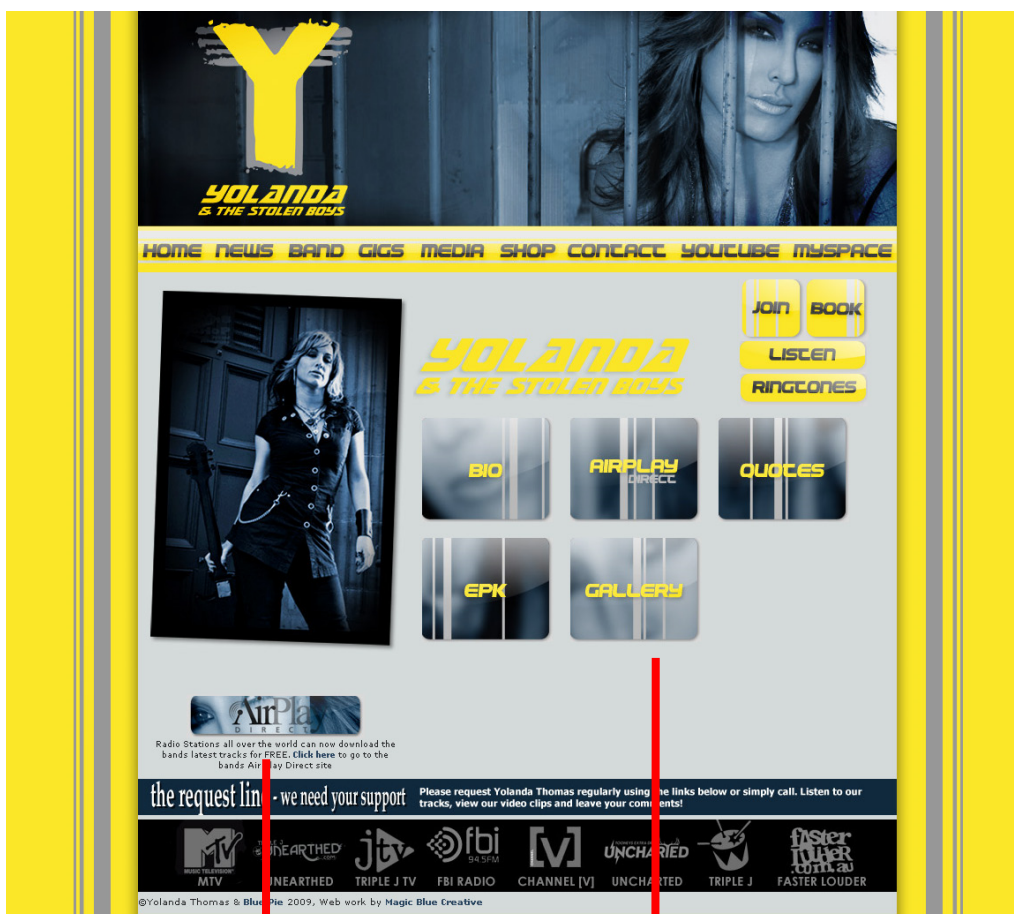 Y
YOLANDA
& THE STOLEN BOYS
HOME NEWS BAND GIGS MEDIA SHOP CONTACT YOUTUBE MYSPACE
JOIN BOOK
LISTEN
RINGTONES
YOLANDA
& THE STOLEN BOYS
BIO
AIRPLAY
DIRECT
QUOTES
EPK
GALLERY
AirPlay
DIRECT
Radio Stations all over the world can now download the
bands latest tracks for FREE. Click here to go to the
bands AirPlay Direct site
the request line - we need your support
Please request Yolanda Thomas regularly using the links below or simply call. Listen to our
tracks, view our video clips and leave your comments!
MTV
MUSIC TELEVISION
UNEARTHED
.com
jtv
fbi
94.5FM
[V]
UNCHARTED
faster
louder
.com.au
MTV UNEARTHED TRIPLE J TV FBI RADIO CHANNEL [V] UNCHARTED TRIPLE J FASTER LOUDER
©Yolanda Thomas & Blue Pie 2009, Web work by Magic Blue Creative